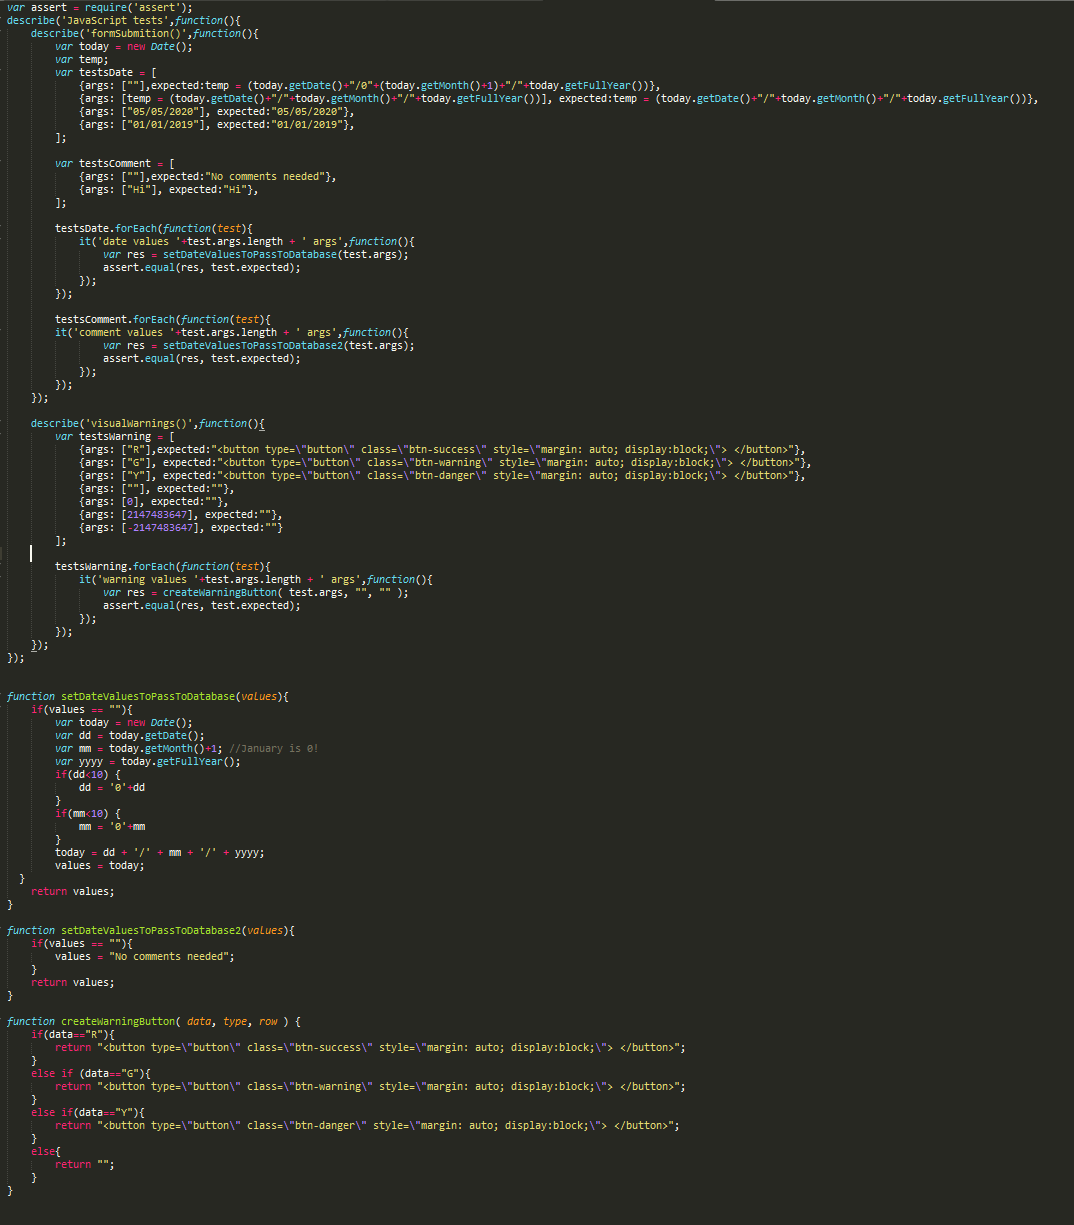 var assert = require('assert');
describe('JavaScript tests',function(){
    describe('formSubmition()',function(){
        var today = new Date();
        var temp;
        var testsDate = [
            {args: [""],expected:temp = (today.getDate()+"/0"+(today.getMonth()+1)+"/"+today.getFullYear())},
            {args: [temp = (today.getDate()+"/"+today.getMonth()+"/"+today.getFullYear())], expected:temp = (today.getDate()+"/"+today.getMonth()+"/"+today.getFullYear())},
            {args: ["05/05/2020"], expected:"05/05/2020"},
            {args: ["01/01/2019"], expected:"01/01/2019"},
        ];

        var testsComment = [
            {args: [""],expected:"No comments needed"},
            {args: ["Hi"], expected:"Hi"},
        ];

        testsDate.forEach(function(test){
            it('date values '+test.args.length + ' args',function(){
                var res = setDateValuesToPassToDatabase(test.args);
                assert.equal(res, test.expected);
            });
        });

        testsComment.forEach(function(test){
        it('comment values '+test.args.length + ' args',function(){
                var res = setDateValuesToPassToDatabase2(test.args);
                assert.equal(res, test.expected);
            });
        });
    });

    describe('visualWarnings()',function(){
        var testsWarning = [
            {args: ["R"],expected:"<button type=\"button\" class=\"btn-success\" style=\"margin: auto; display:block;\"> </button>"},
            {args: ["G"], expected:"<button type=\"button\" class=\"btn-warning\" style=\"margin: auto; display:block;\"> </button>"},
            {args: ["Y"], expected:"<button type=\"button\" class=\"btn-danger\" style=\"margin: auto; display:block;\"> </button>"},
            {args: [""], expected:""},
            {args: [0], expected:""},
            {args: [2147483647], expected:""},
            {args: [-2147483647], expected:""}
        ];

        testsWarning.forEach(function(test){
            it('warning values '+test.args.length + ' args',function(){
                var res = createWarningButton( test.args, "", "" );
                assert.equal(res, test.expected);
            });
        });
    });
});


function setDateValuesToPassToDatabase(values){
    if(values == ""){
        var today = new Date();
        var dd = today.getDate();
        var mm = today.getMonth()+1; //January is 0!
        var yyyy = today.getFullYear();
        if(dd<10) {
            dd = '0'+dd
        }
        if(mm<10) {
            mm = '0'+mm
        }
        today = dd + '/' + mm + '/' + yyyy;
        values = today;
  }
    return values;
}

function setDateValuesToPassToDatabase2(values){
    if(values == ""){
        values = "No comments needed";
    }
    return values;
}

function createWarningButton( data, type, row ) {
    if(data=="R"){
        return "<button type=\"button\" class=\"btn-success\" style=\"margin: auto; display:block;\"> </button>";
    }
    else if (data=="G"){
        return "<button type=\"button\" class=\"btn-warning\" style=\"margin: auto; display:block;\"> </button>";
    }
    else if(data=="Y"){
        return "<button type=\"button\" class=\"btn-danger\" style=\"margin: auto; display:block;\"> </button>";
    }
    else{
        return "";
    }
}